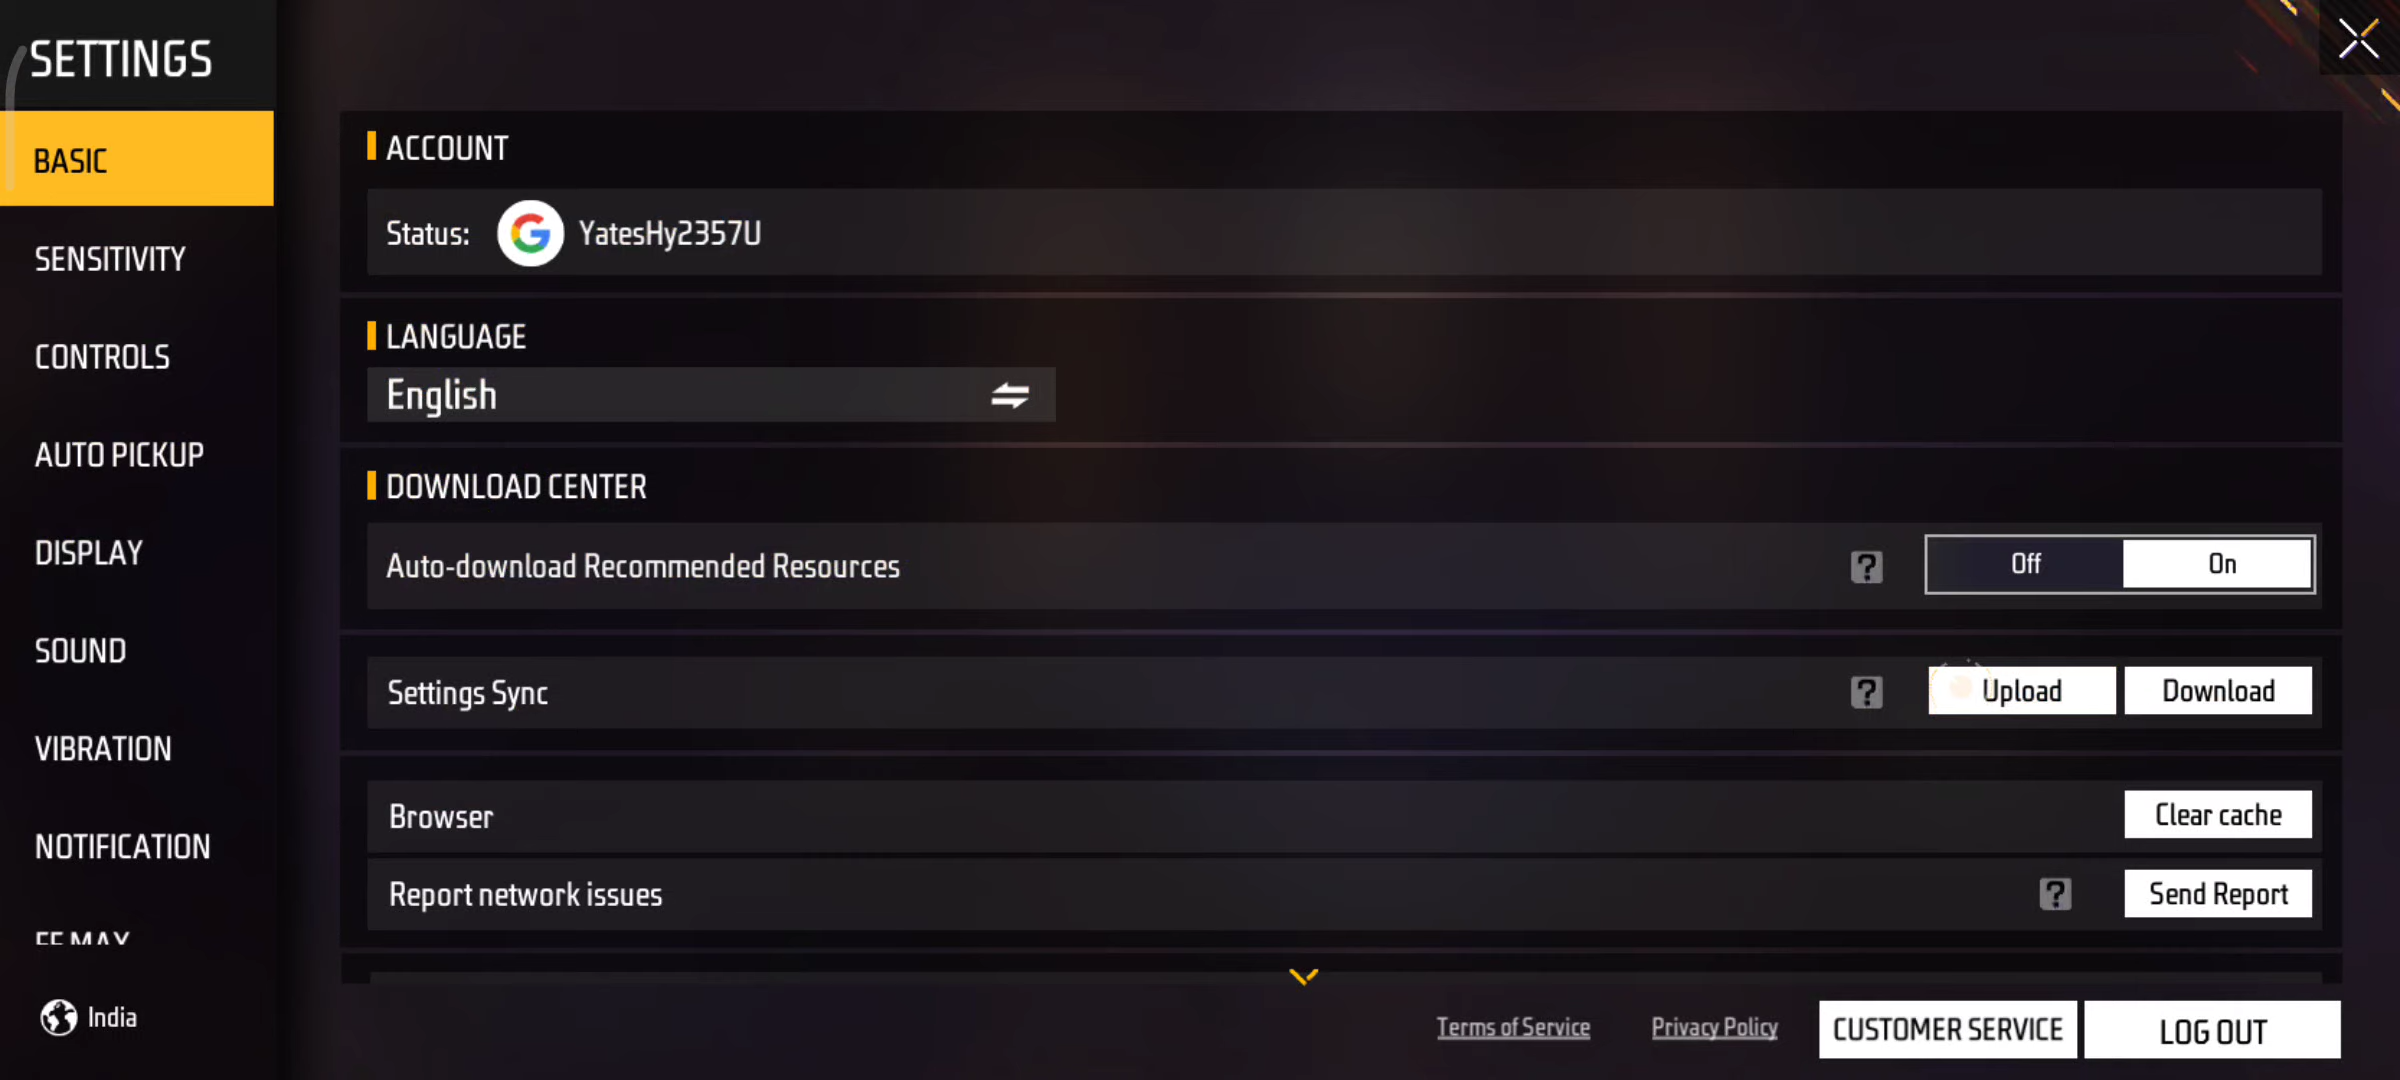 SETTINGS
BASIC
SENSITIVITY
CONTROLS
AUTO PICKUP
DISPLAY
SOUND
VIBRATION
NOTIFICATION
FF MAX
India
ACCOUNT
Status: YatesHy2357U
LANGUAGE
English
DOWNLOAD CENTER
Auto-download Recommended Resources ? Off On
Settings Sync ? Upload Download
Browser Clear cache
Report network issues ? Send Report
Terms of Service Privacy Policy CUSTOMER SERVICE LOG OUT